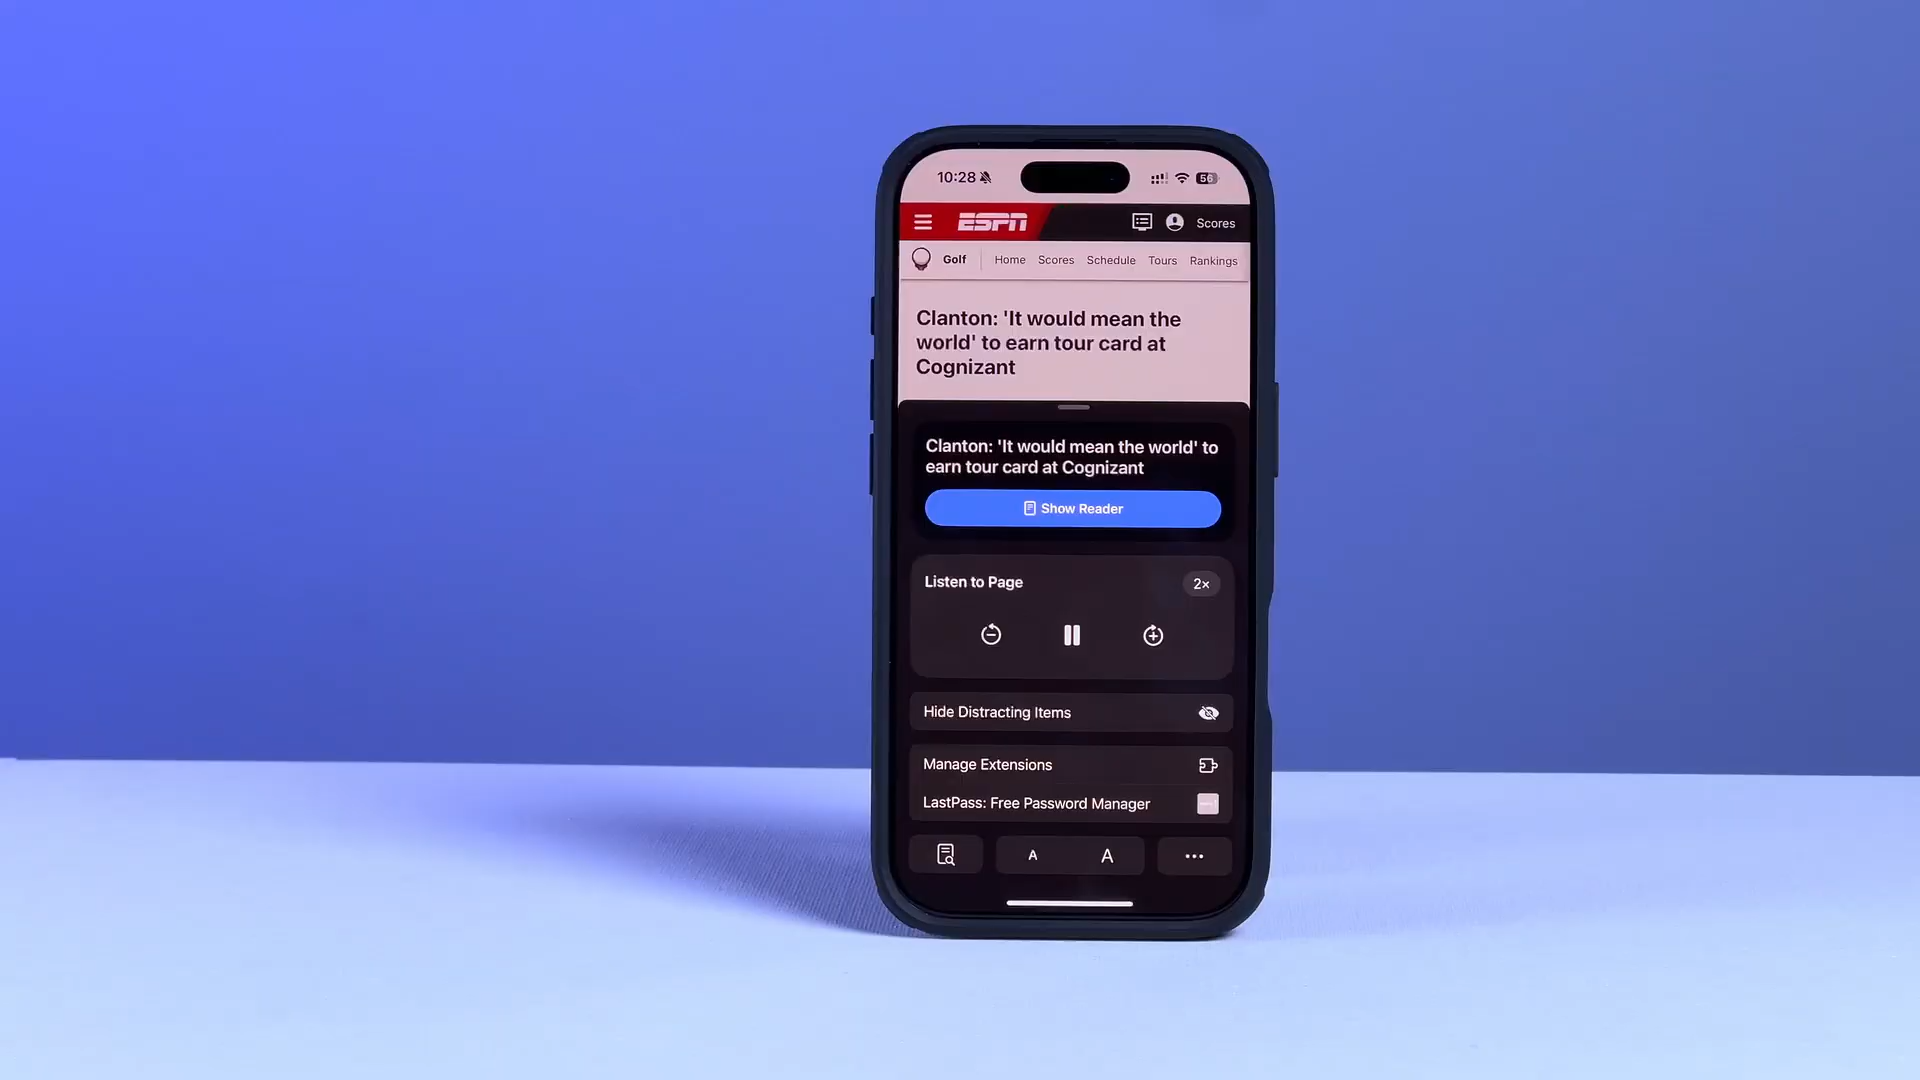 10:28
56
ESPN
Scores
Golf
Home
Scores
Schedule
Tours
Rankings
Clanton: 'It would mean the
world' to earn tour card at
Cognizant
Clanton: 'It would mean the world' to
earn tour card at Cognizant
Show Reader
Listen to Page
2×
Hide Distracting Items
Manage Extensions
LastPass: Free Password Manager
A
A